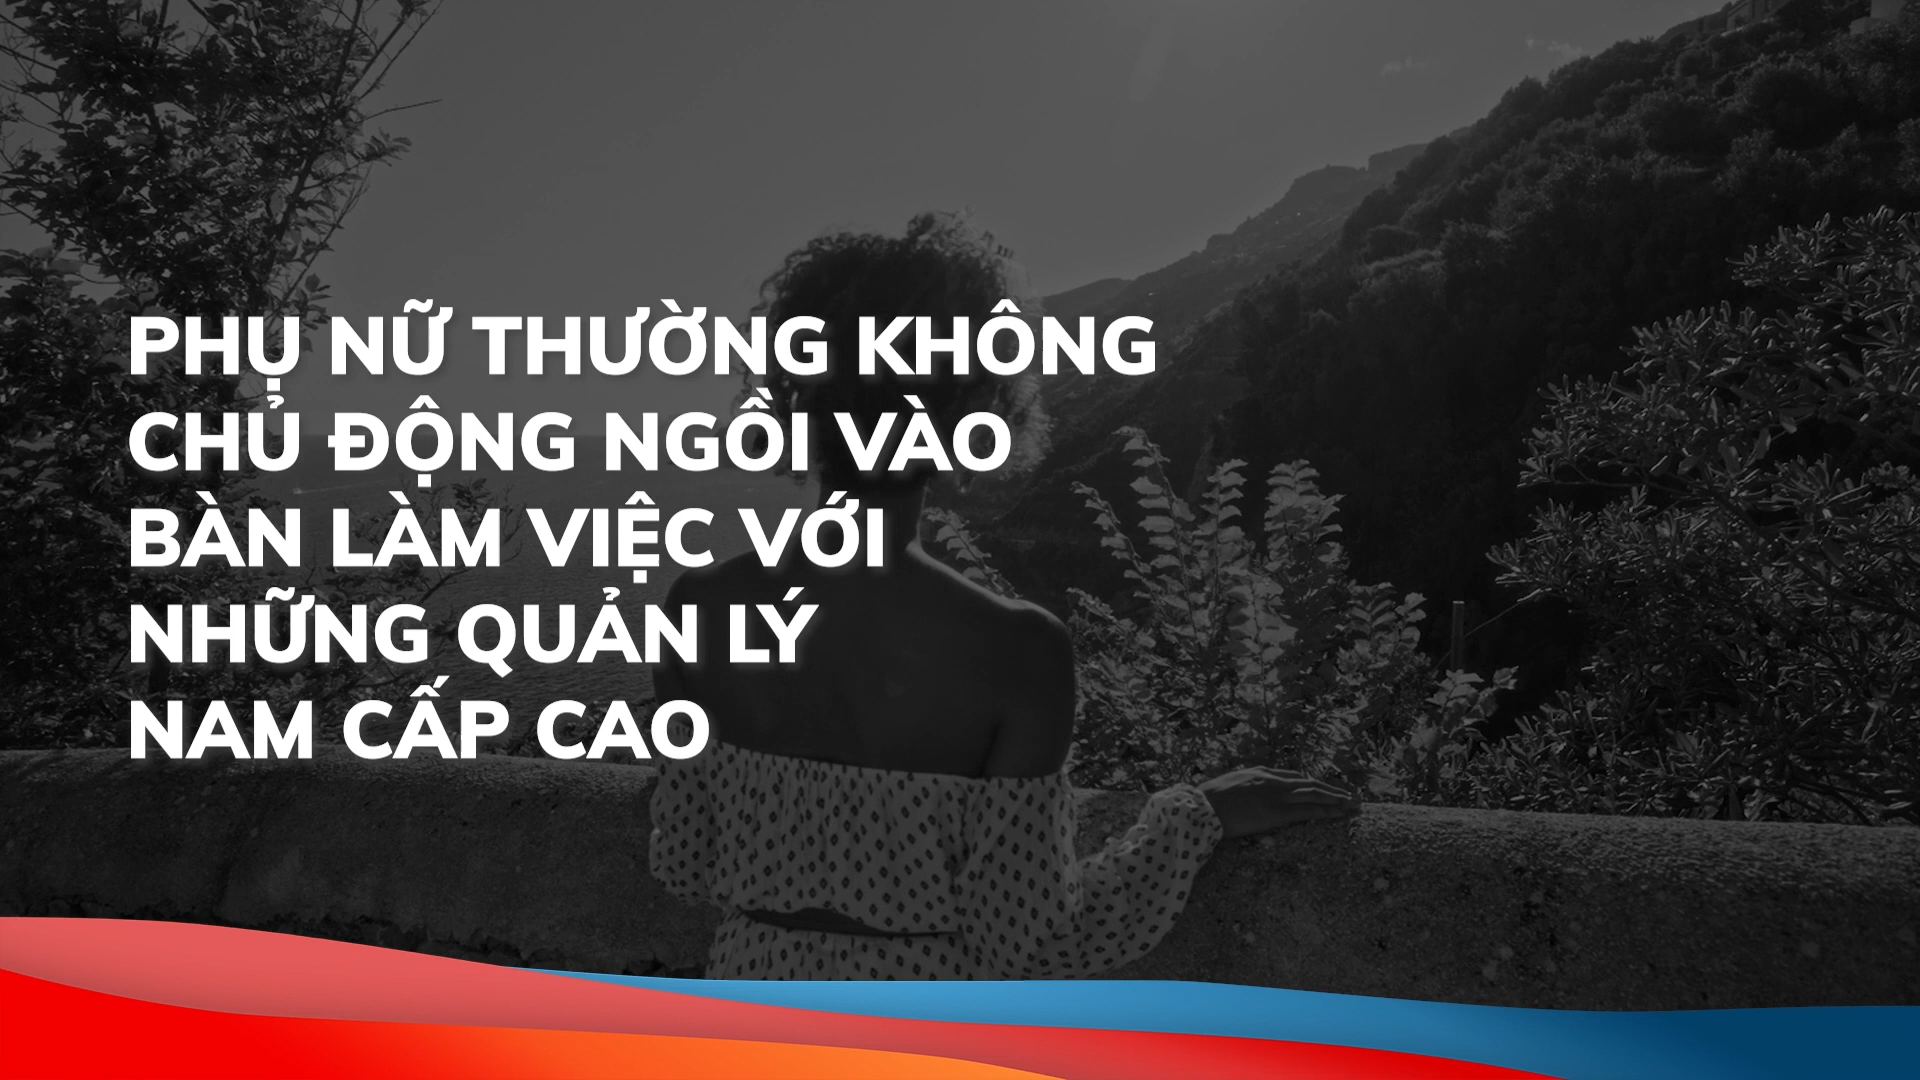 PHỤ NỮ THƯỜNG KHÔNG
CHỦ ĐỘNG NGỒI VÀO
BÀN LÀM VIỆC VỚI
NHỮNG QUẢN LÝ
NAM CẤP CAO